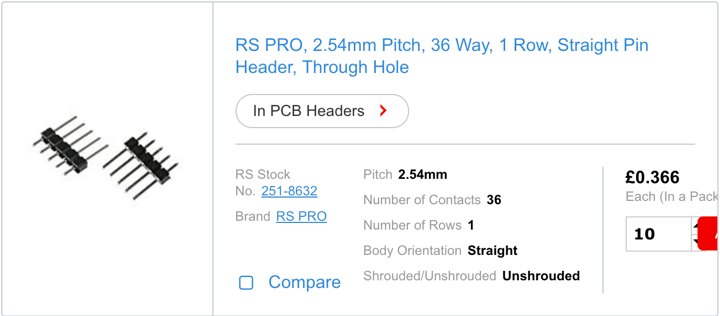 RS PRO, 2.54mm Pitch, 36 Way, 1 Row, Straight Pin
Header, Through Hole
In PCB Headers
RS Stock
No. 251-8632
Brand RS PRO
Compare
Pitch 2.54mm
Number of Contacts 36
Number of Rows 1
Body Orientation Straight
Shrouded/Unshrouded Unshrouded
£0.366
Each (In a Pack
10